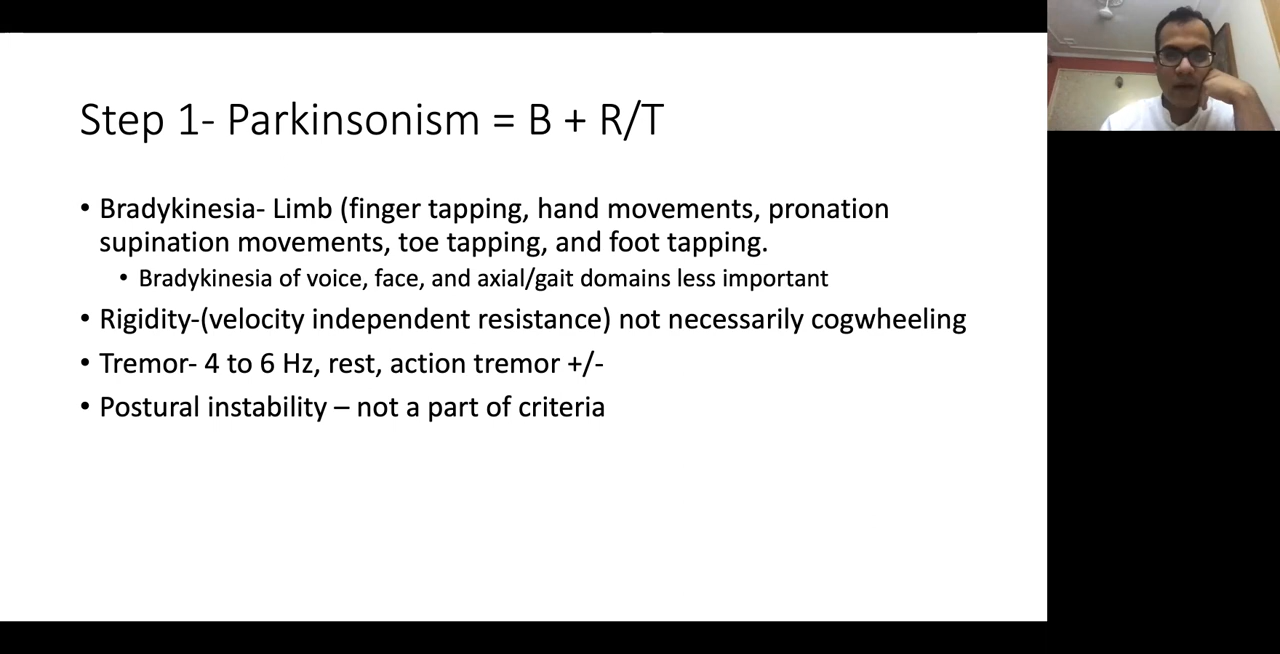 Step 1- Parkinsonism = B + R/T
• Bradykinesia- Limb (finger tapping, hand movements, pronation
supination movements, toe tapping, and foot tapping.
• Bradykinesia of voice, face, and axial/gait domains less important
• Rigidity-(velocity independent resistance) not necessarily cogwheeling
• Tremor- 4 to 6 Hz, rest, action tremor +/-
• Postural instability – not a part of criteria